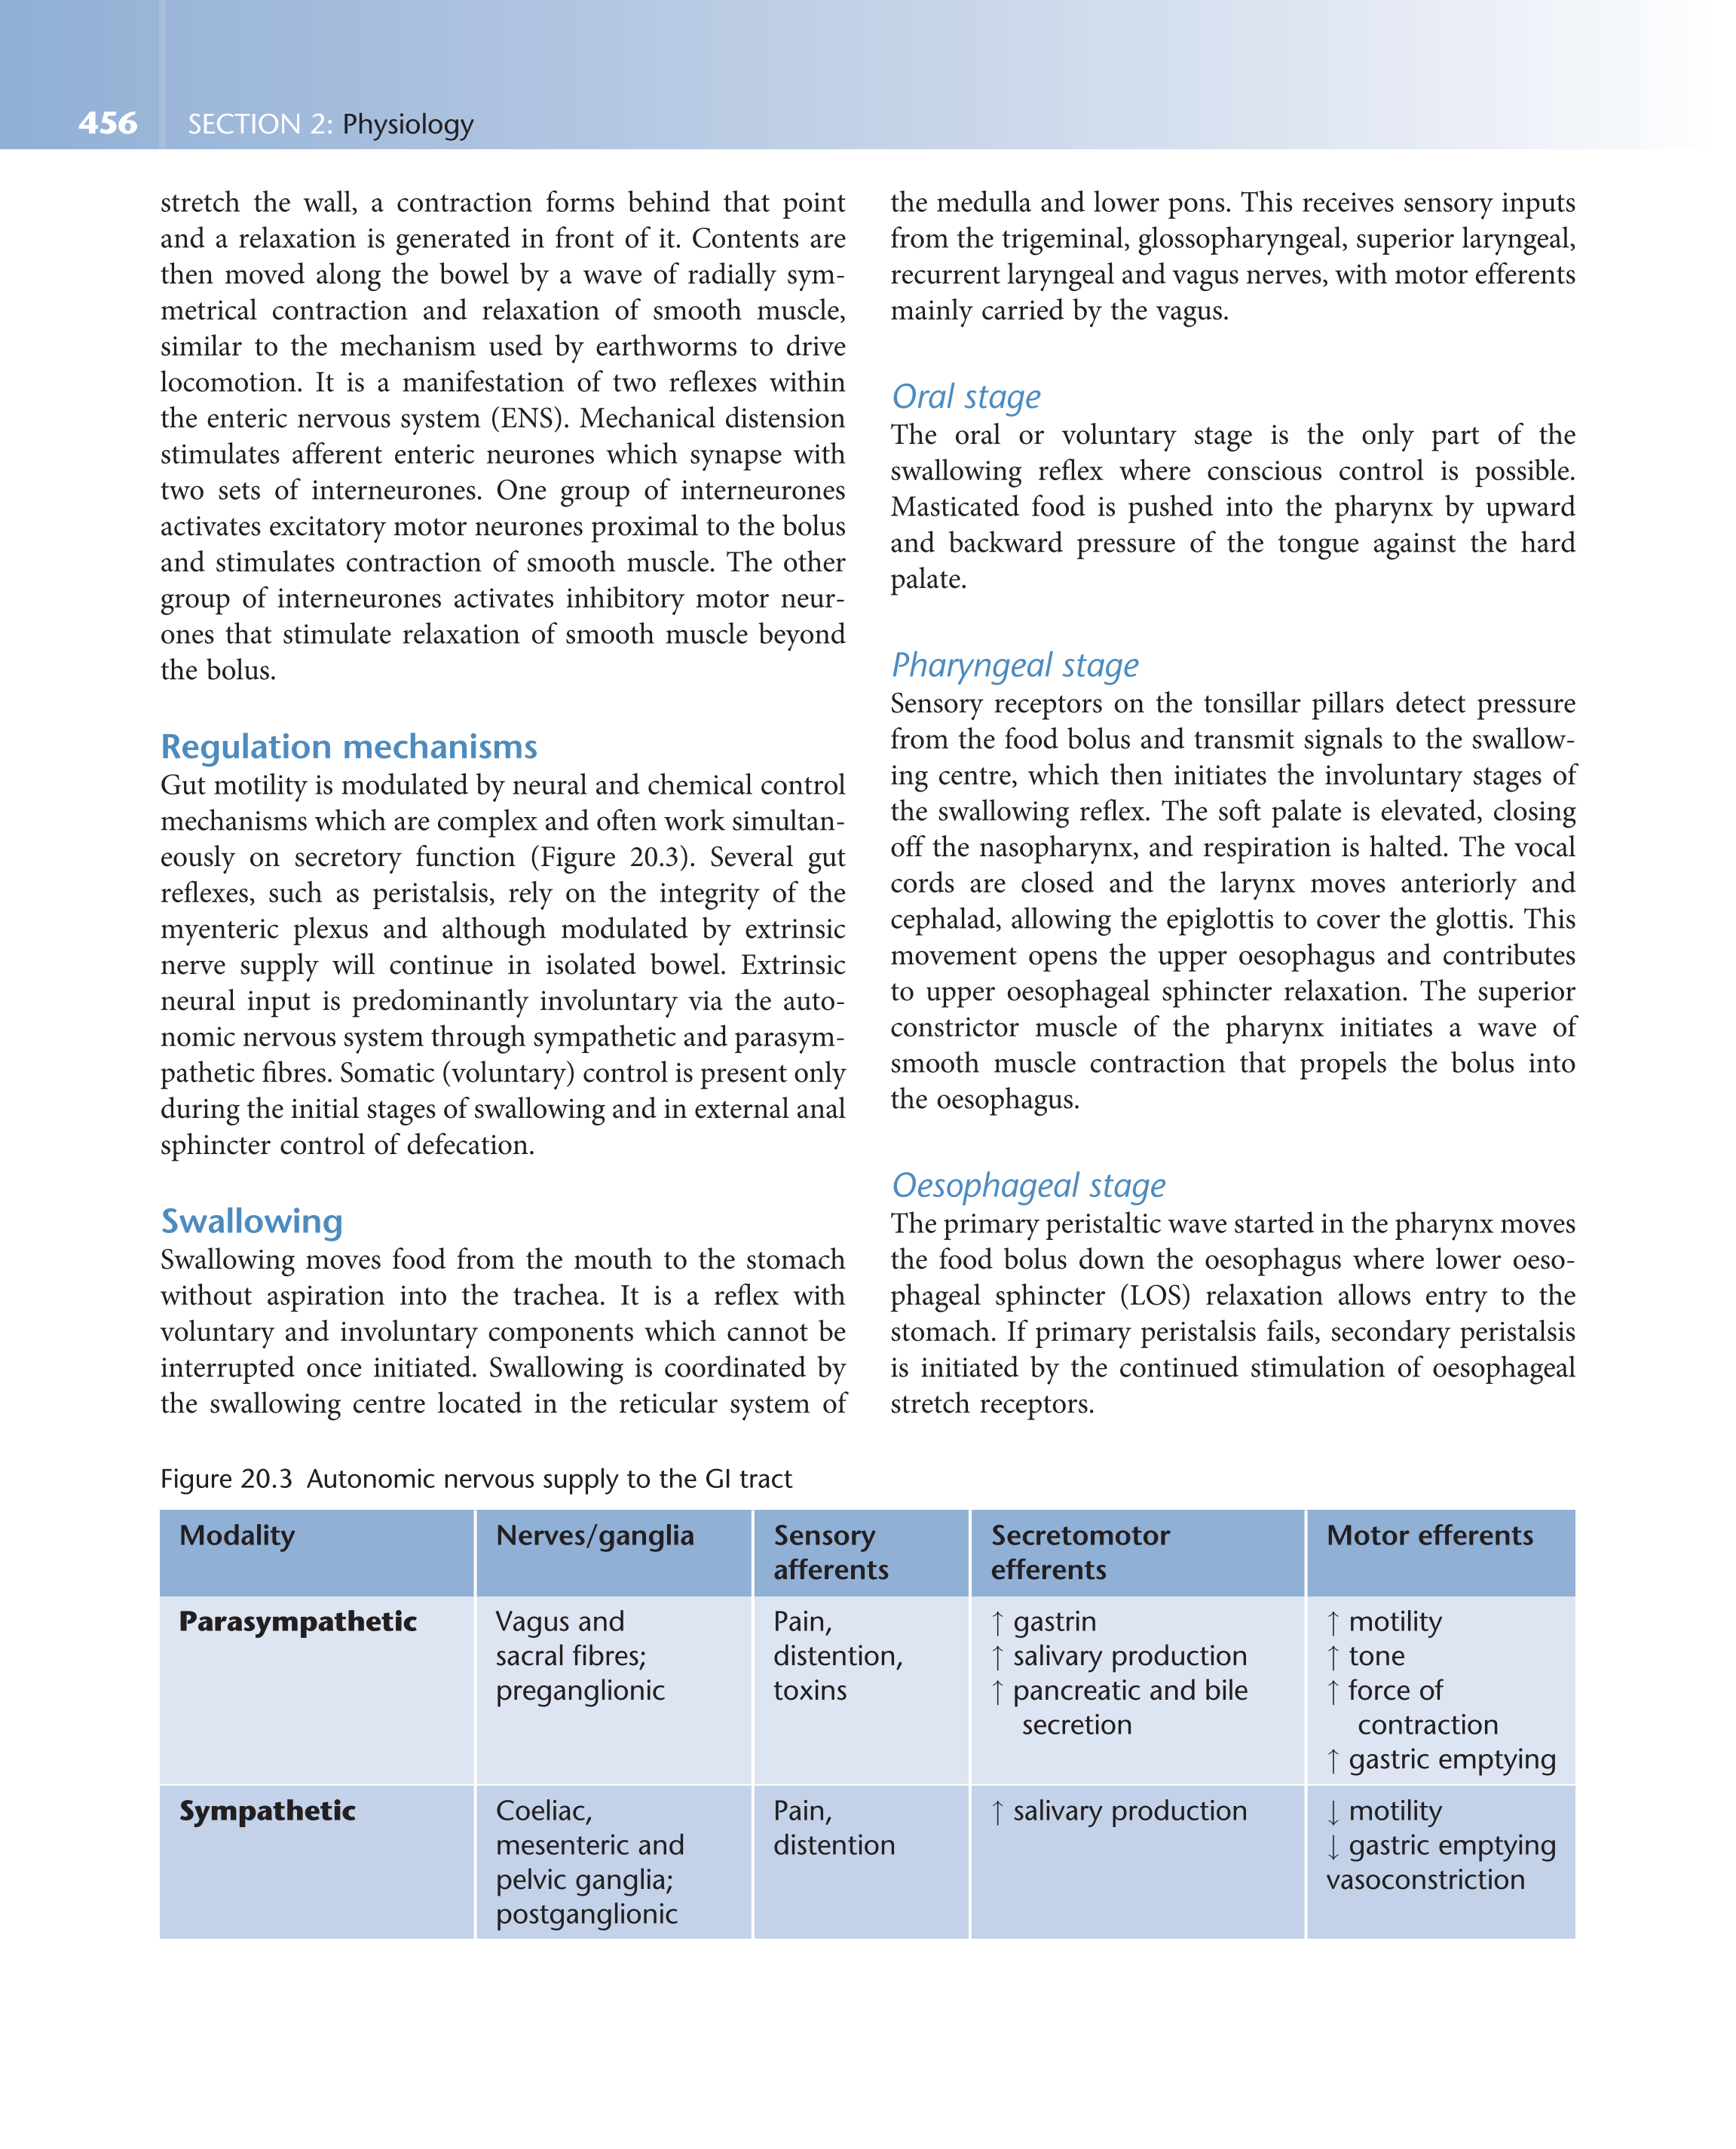 456 SECTION 2: Physiology
stretch the wall, a contraction forms behind that point
and a relaxation is generated in front of it. Contents are
then moved along the bowel by a wave of radially sym-
metrical contraction and relaxation of smooth muscle,
similar to the mechanism used by earthworms to drive
locomotion. It is a manifestation of two reflexes within
the enteric nervous system (ENS). Mechanical distension
stimulates afferent enteric neurones which synapse with
two sets of interneurones. One group of interneurones
activates excitatory motor neurones proximal to the bolus
and stimulates contraction of smooth muscle. The other
group of interneurones activates inhibitory motor neur-
ones that stimulate relaxation of smooth muscle beyond
the bolus.
Regulation mechanisms
Gut motility is modulated by neural and chemical control
mechanisms which are complex and often work simultan-
eously on secretory function (Figure 20.3). Several gut
reflexes, such as peristalsis, rely on the integrity of the
myenteric plexus and although modulated by extrinsic
nerve supply will continue in isolated bowel. Extrinsic
neural input is predominantly involuntary via the auto-
nomic nervous system through sympathetic and parasym-
pathetic fibres. Somatic (voluntary) control is present only
during the initial stages of swallowing and in external anal
sphincter control of defecation.
Swallowing
Swallowing moves food from the mouth to the stomach
without aspiration into the trachea. It is a reflex with
voluntary and involuntary components which cannot be
interrupted once initiated. Swallowing is coordinated by
the swallowing centre located in the reticular system of
the medulla and lower pons. This receives sensory inputs
from the trigeminal, glossopharyngeal, superior laryngeal,
recurrent laryngeal and vagus nerves, with motor efferents
mainly carried by the vagus.
Oral stage
The oral or voluntary stage is the only part of the
swallowing reflex where conscious control is possible.
Masticated food is pushed into the pharynx by upward
and backward pressure of the tongue against the hard
palate.
Pharyngeal stage
Sensory receptors on the tonsillar pillars detect pressure
from the food bolus and transmit signals to the swallow-
ing centre, which then initiates the involuntary stages of
the swallowing reflex. The soft palate is elevated, closing
off the nasopharynx, and respiration is halted. The vocal
cords are closed and the larynx moves anteriorly and
cephalad, allowing the epiglottis to cover the glottis. This
movement opens the upper oesophagus and contributes
to upper oesophageal sphincter relaxation. The superior
constrictor muscle of the pharynx initiates a wave of
smooth muscle contraction that propels the bolus into
the oesophagus.
Oesophageal stage
The primary peristaltic wave started in the pharynx moves
the food bolus down the oesophagus where lower oeso-
phageal sphincter (LOS) relaxation allows entry to the
stomach. If primary peristalsis fails, secondary peristalsis
is initiated by the continued stimulation of oesophageal
stretch receptors.
Figure 20.3 Autonomic nervous supply to the GI tract
Modality
Nerves/ganglia
Sensory
afferents
Secretomotor
efferents
Motor efferents
Parasympathetic
Vagus and
sacral fibres;
preganglionic
Pain,
distention,
toxins
↑ gastrin
↑ salivary production
↑ pancreatic and bile
secretion
↑ motility
↑ tone
↑ force of
contraction
↑ gastric emptying
Sympathetic
Coeliac,
mesenteric and
pelvic ganglia;
postganglionic
Pain,
distention
↑ salivary production
↓ motility
↓ gastric emptying
vasoconstriction